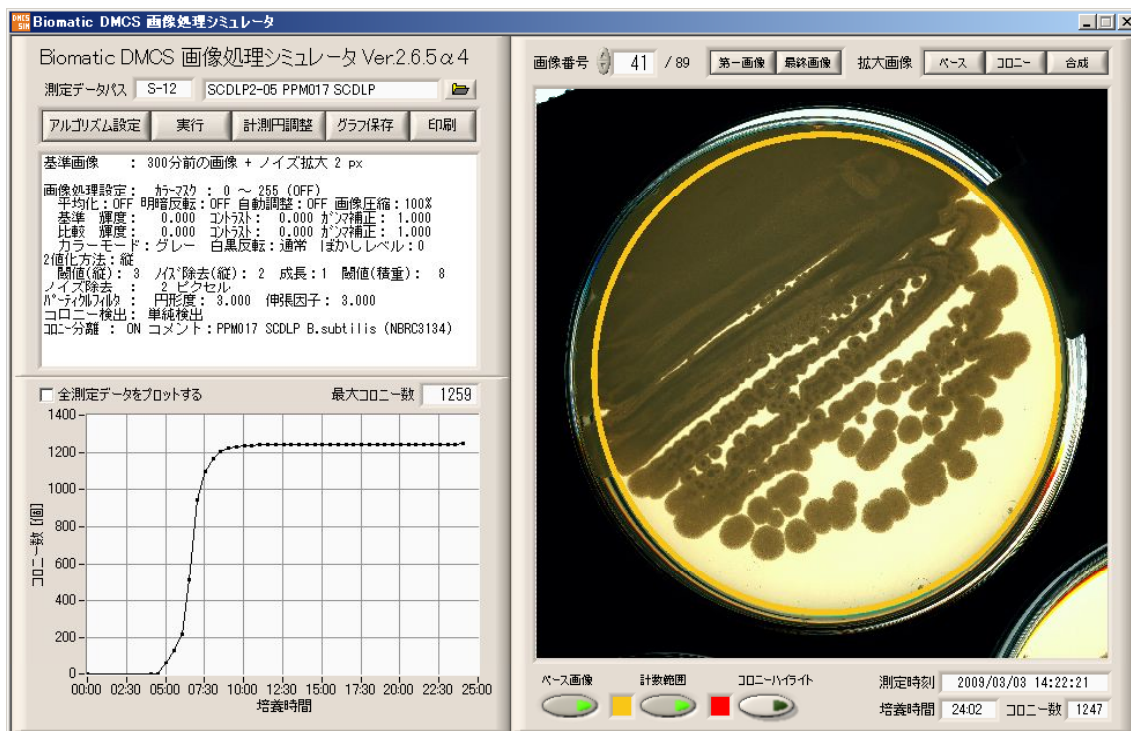 DMCS SIM Biomatic DMCS 画像処理シミュレータ
Biomatic DMCS 画像処理シミュレータ Ver.2.6.5α4
測定データパス S-12 SCDLP2-05 PPM017 SCDLP
アルゴリズム設定 実行 計測円調整 グラフ保存 印刷
基準画像 : 300分前の画像 + ノイズ拡大 2 px
画像処理設定: カラーマスク : 0 ~ 255 (OFF)
平均化:OFF 明暗反転:OFF 自動調整:OFF 画像圧縮:100%
基準 輝度: 0.000 コントラスト: 0.000 ガンマ補正: 1.000
比較 輝度: 0.000 コントラスト: 0.000 ガンマ補正: 1.000
カラーモード:グレー 白黒反転:通常 ぼかしレベル:0
2値化方法:縦
閾値(縦): 3 ノイズ除去(縦): 2 成長:1 閾値(積重): 8
ノイズ除去 : 2 ピクセル
パーティクルフィルタ : 円形度: 3.000 伸張因子: 3.000
コロニー検出: 単純検出
コロニー分離 : ON コメント:PPM017 SCDLP B.subtilis (NBRC3134)
全測定データをプロットする 最大コロニー数 1259
1400
1200
1000
800
600
400
200
0
コロニー数 [個]
00:00 02:30 05:00 07:30 10:00 12:30 15:00 17:30 20:00 22:30 25:00
培養時間
画像番号 41 / 89 第一画像 最終画像 拡大画像 ベース コロニー 合成
ベース画像 計数範囲 コロニーハイライト
測定時刻 2009/03/03 14:22:21
培養時間 24:02 コロニー数 1247